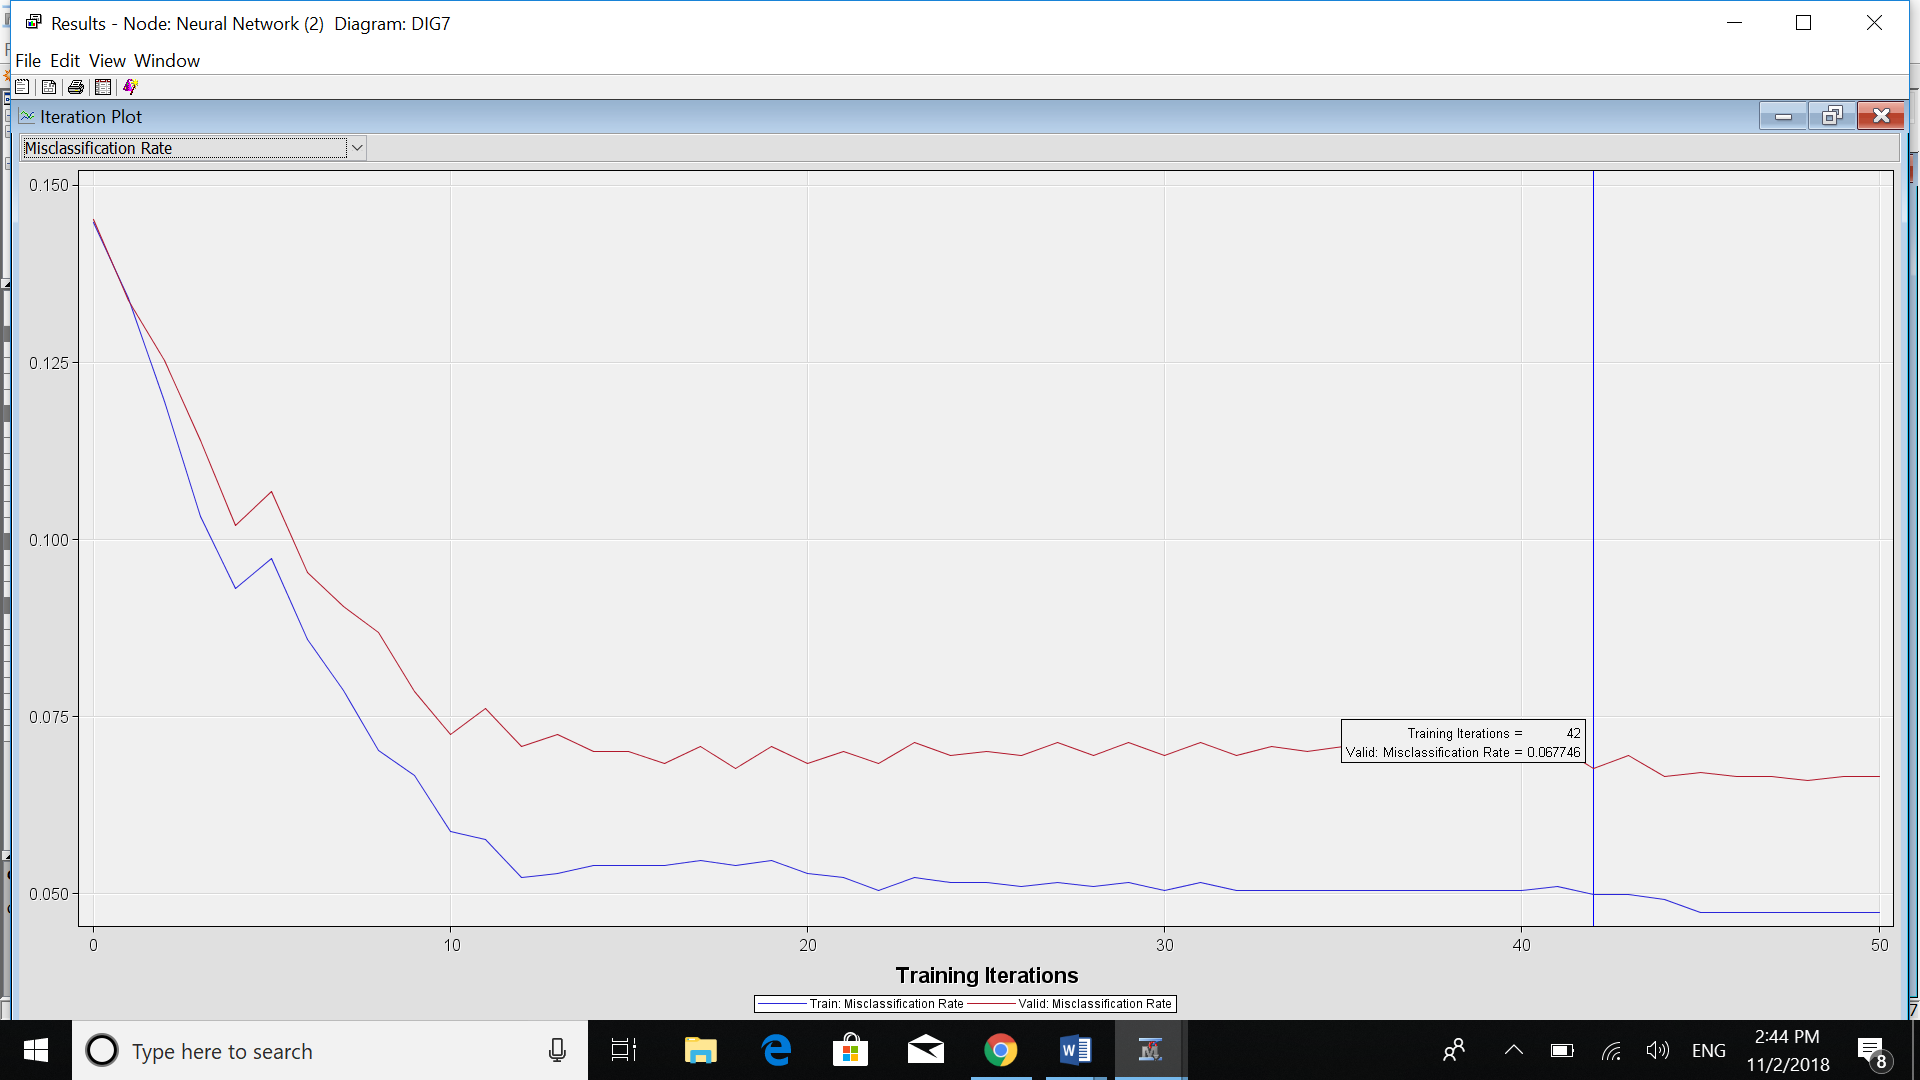 Results - Node: Neural Network (2) Diagram: DIG7
File Edit View Window
Iteration Plot
Misclassification Rate
0.150
0.125
0.100
0.075
0.050
Training Iterations = 42
Valid: Misclassification Rate = 0.067746
0 10 20 30 40 50
Training Iterations
Train: Misclassification Rate Valid: Misclassification Rate
Type here to search
ENG
2:44 PM
11/2/2018
8